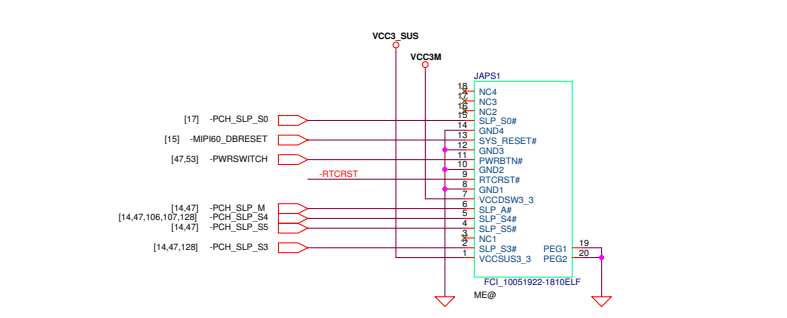 VCC3_SUS
VCC3M
JAPS1
18 NC4
17 NC3
16 NC2
[17] -PCH_SLP_S0 15 SLP_S0#
14 GND4
[15] -MIPI60_DBRESET 13 SYS_RESET#
12 GND3
[47,53] -PWRSWITCH 11 PWRBTN#
10 GND2
-RTCRST 9 RTCRST#
8 GND1
7 VCCDSW3_3
[14,47] -PCH_SLP_M 6 SLP_A#
[14,47,106,107,128] -PCH_SLP_S4 5 SLP_S4#
[14,47] -PCH_SLP_S5 4 SLP_S5#
3 NC1
[14,47,128] -PCH_SLP_S3 2 SLP_S3# PEG1 19
1 VCCSUS3_3 PEG2 20
FCI_10051922-1810ELF
ME@